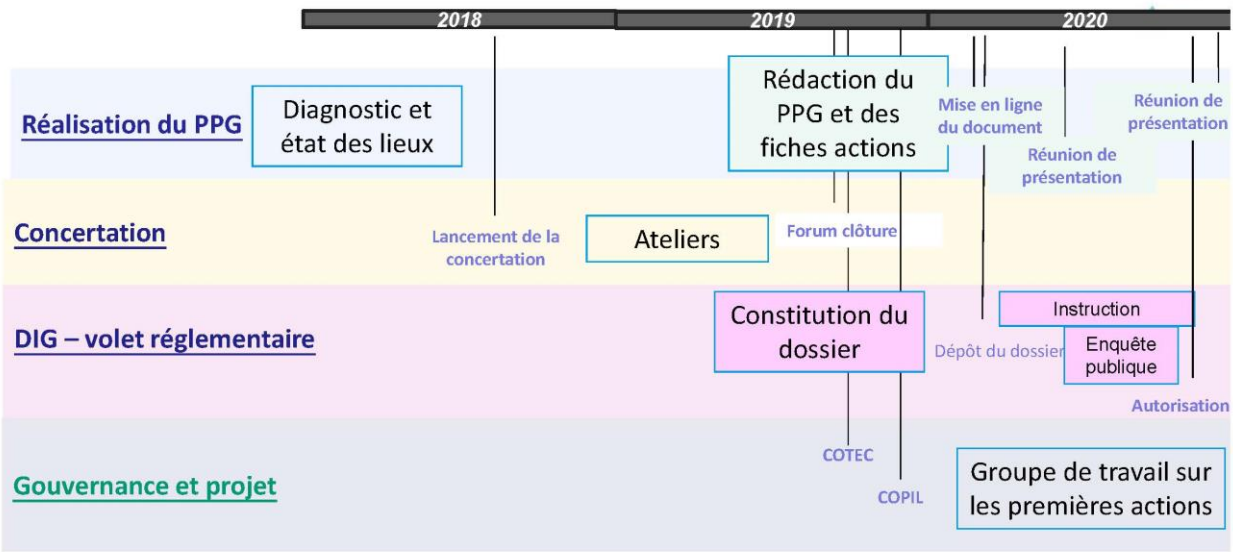 2018
2019
2020
Réalisation du PPG
Diagnostic et
état des lieux
Rédaction du
PPG et des
fiches actions
Mise en ligne
du document
Réunion de
présentation
Réunion de
présentation
Concertation
Lancement de la
concertation
Ateliers
Forum clôture
DIG – volet réglementaire
Constitution du
dossier
Dépôt du dossier
Instruction
Enquête
publique
Autorisation
Gouvernance et projet
COTEC
COPIL
Groupe de travail sur
les premières actions